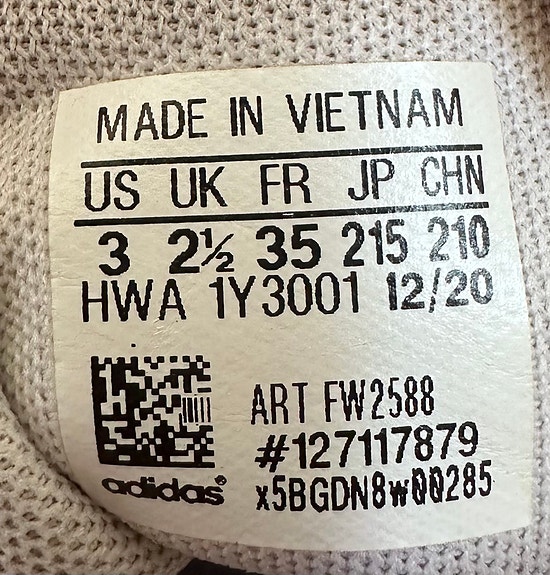 MADE IN VIETNAM
US UK FR JP CHN
3 2½ 35 215 210
HWA 1Y3001 12/20
ART FW2588
#127117879
adidas®
x5BGDN8w00285